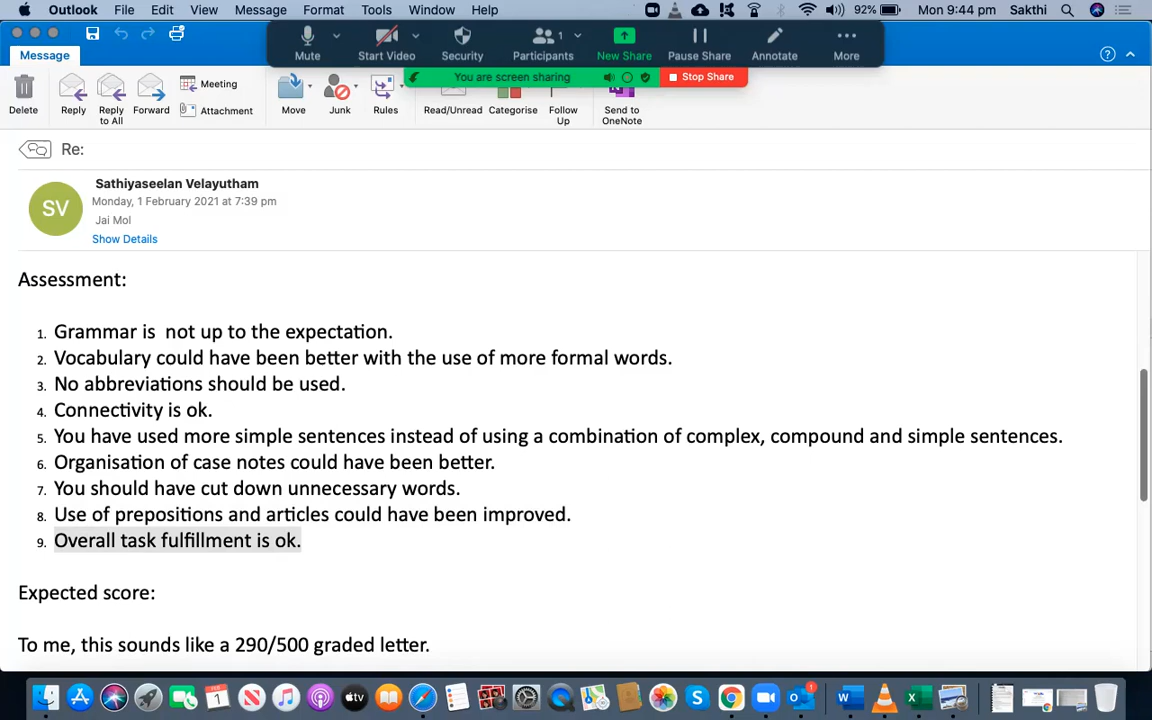 Outlook File Edit View Message Format Tools Window Help 92% Mon 9:44 pm Sakthi
Mute Start Video Security Participants 1 New Share Pause Share Annotate More
Message
You are screen sharing Stop Share
Delete Reply Reply to All Forward Meeting Attachment Move Junk Rules Read/Unread Categorise Follow Up Send to OneNote
Re:
SV
Sathiyaseelan Velayutham
Monday, 1 February 2021 at 7:39 pm
Jai Mol
Show Details
Assessment:
1. Grammar is not up to the expectation.
2. Vocabulary could have been better with the use of more formal words.
3. No abbreviations should be used.
4. Connectivity is ok.
5. You have used more simple sentences instead of using a combination of complex, compound and simple sentences.
6. Organisation of case notes could have been better.
7. You should have cut down unnecessary words.
8. Use of prepositions and articles could have been improved.
9. Overall task fulfillment is ok.
Expected score:
To me, this sounds like a 290/500 graded letter.